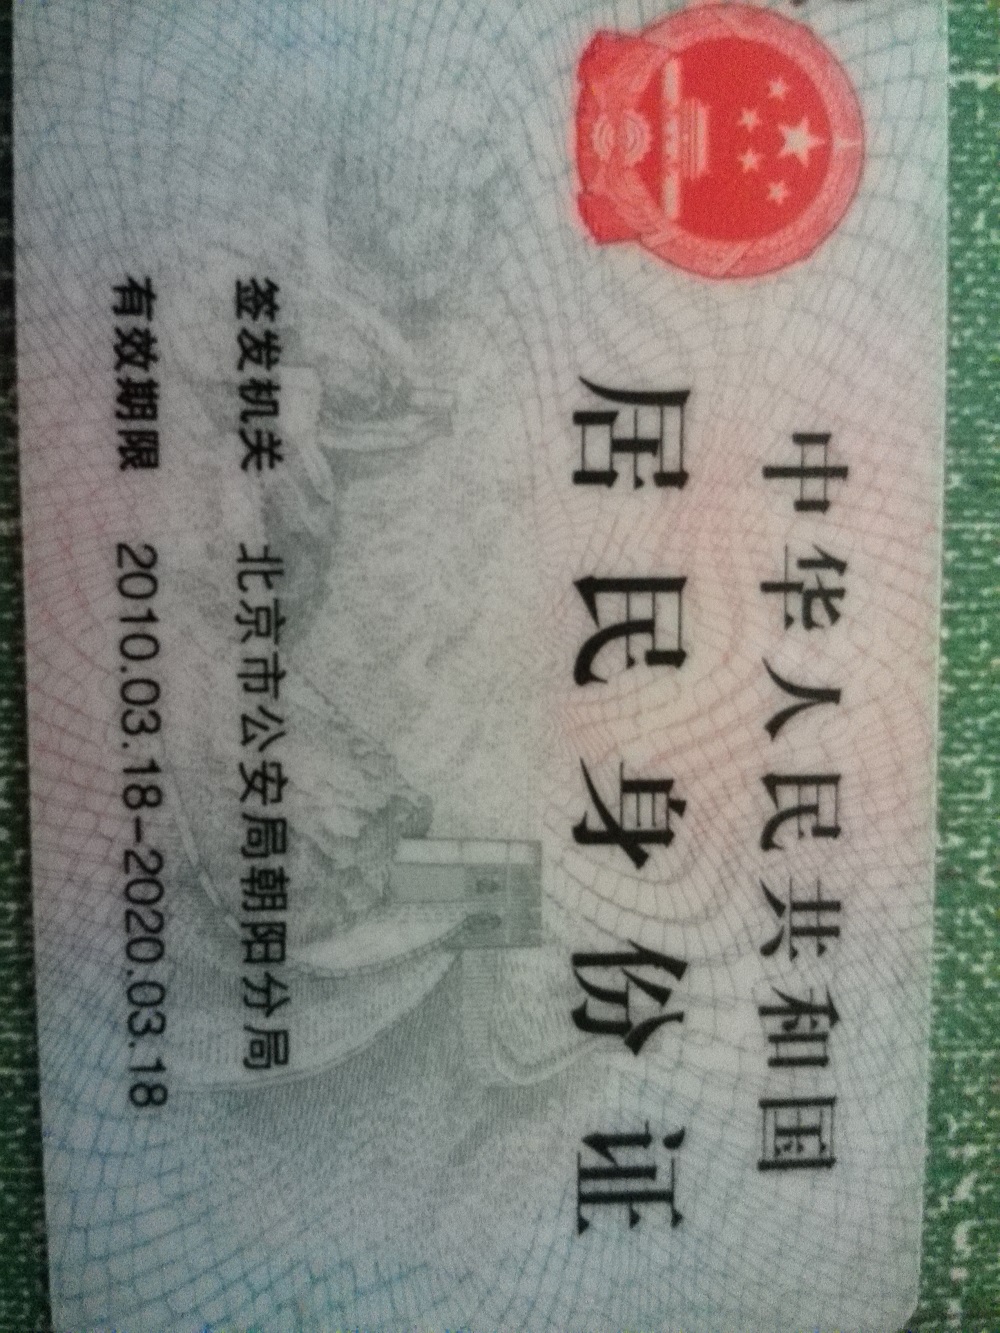 中华人民共和国
居民身份证
签发机关 北京市公安局朝阳分局
有效期限 2010.03.18-2020.03.18